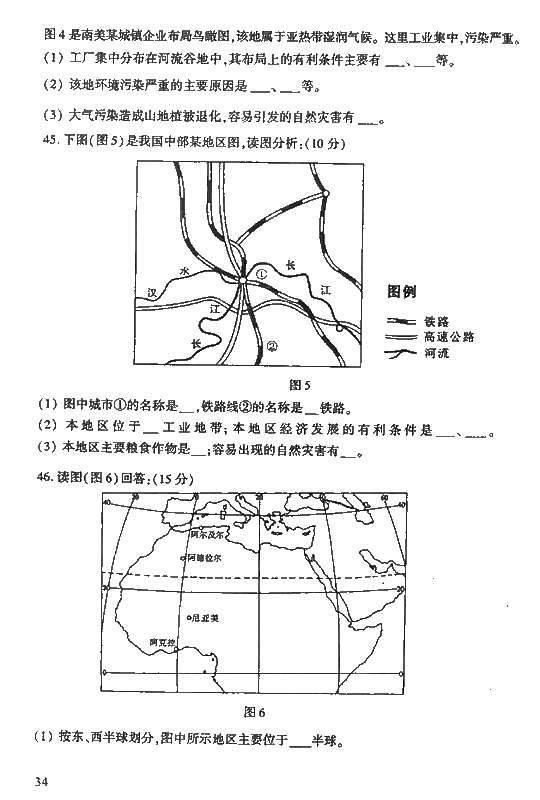 图4是南美某城镇企业布局鸟瞰图,该地属于亚热带湿润气候。这里工业集中,污染严重。
(1) 工厂集中分布在河流谷地中,其布局上的有利条件主要有___、___等。
(2) 该地环境污染严重的主要原因是___、___等。
(3) 大气污染造成山地植被退化,容易引发的自然灾害有___。
45. 下图(图5)是我国中部某地区图,读图分析:(10分)
汉 水 ① 长 江
江
长
②
图例
铁路
高速公路
河流
图5
(1) 图中城市①的名称是__,铁路线②的名称是__铁路。
(2) 本地区位于__工业地带;本地区经济发展的有利条件是__、___。
(3) 本地区主要粮食作物是__;容易出现的自然灾害有__。
46. 读图(图6)回答:(15分)
40 20 0 20 40 60 40
阿尔及尔
阿德拉尔
20 20
尼亚美
阿克拉
0 0
图6
(1) 按东、西半球划分,图中所示地区主要位于___半球。
34